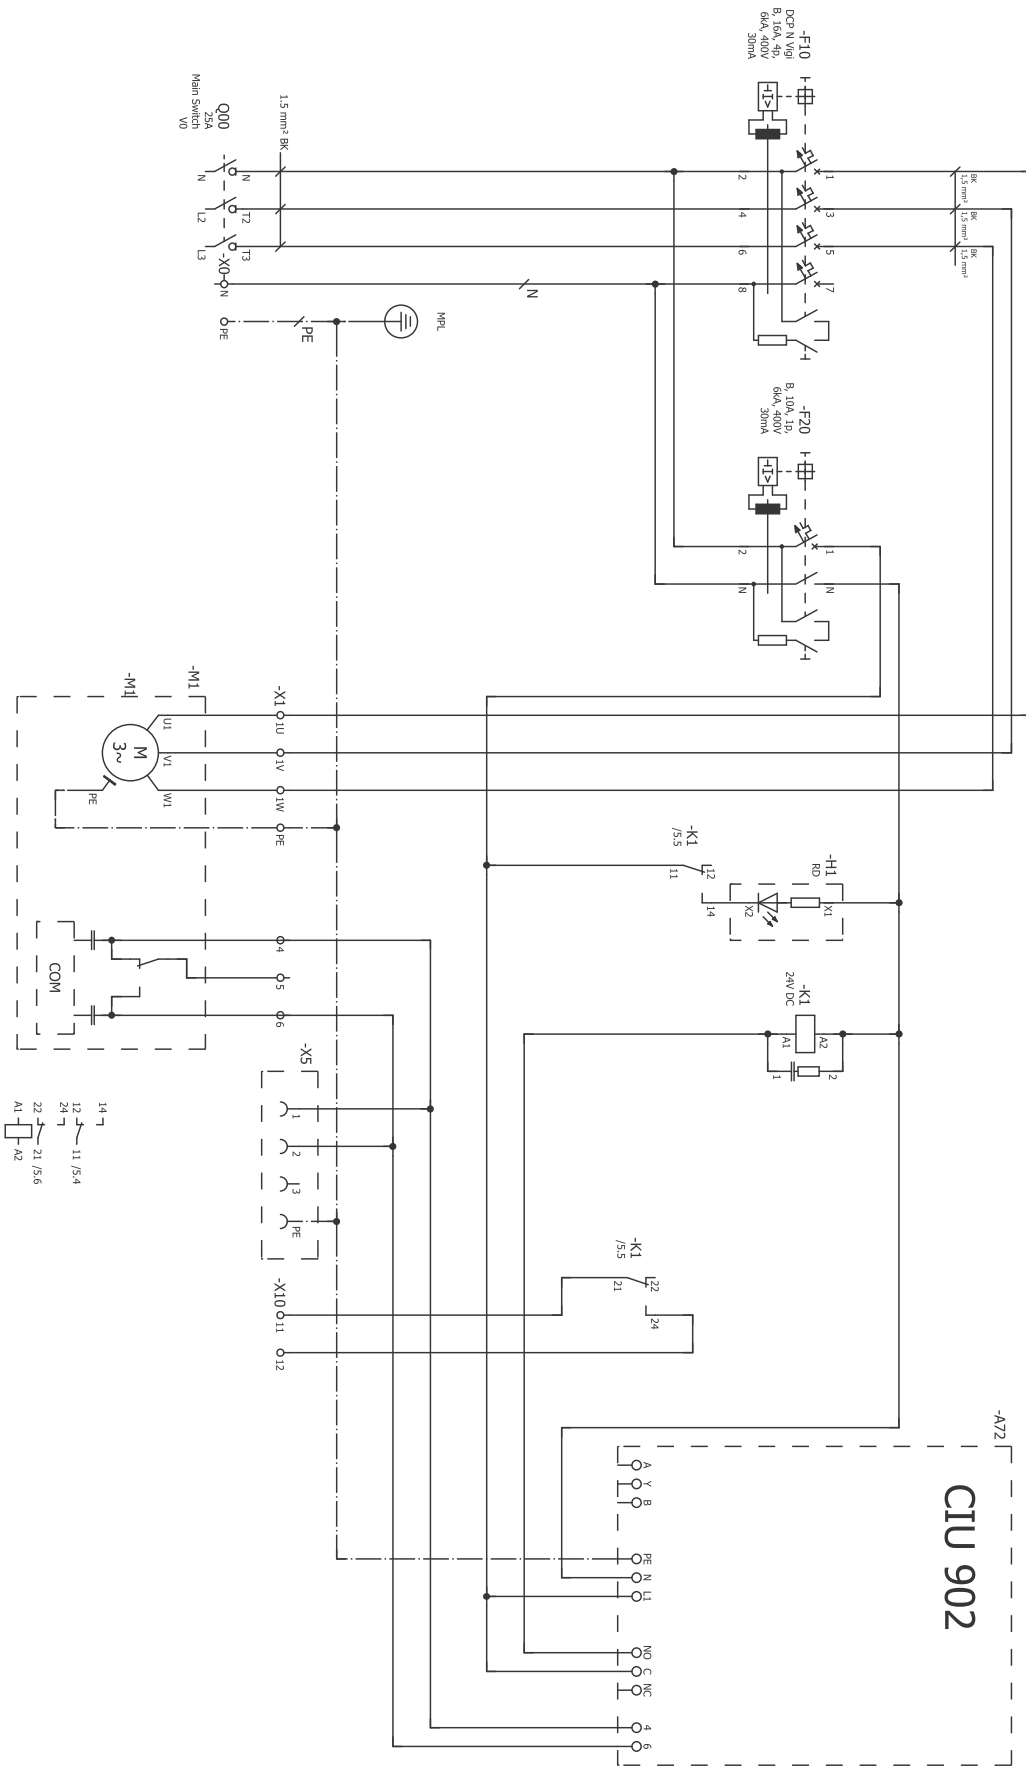 -F10
DCP N Vigi
B, 16A, 4p,
6kA, 400V
30mA
1
2
3
4
5
6
7
8
BK
1,5 mm²
BK
1,5 mm²
BK
1,5 mm²
1.5 mm² BK
Q00
25A
Main Switch
V0
N
N
L2
T2
L3
T3
-X0
N
PE
N
PE
MPL
-F20
B, 10A, 1p,
6kA, 400V
30mA
1
2
N
N
-M1
-M1
M
3~
U1
V1
W1
PE
-X1
1U
1V
1W
PE
4
5
6
COM
-K1
/5.5
11
12
14
-H1
RD
X1
X2
-K1
24V DC
A1
A2
1
2
-X5
1
2
3
PE
14
12
11 /5.4
24
22
21 /5.6
A1
A2
-K1
/5.5
21
22
24
-X10
11
12
-A72
CIU 902
A
Y
B
PE
N
L1
NO
C
NC
4
6